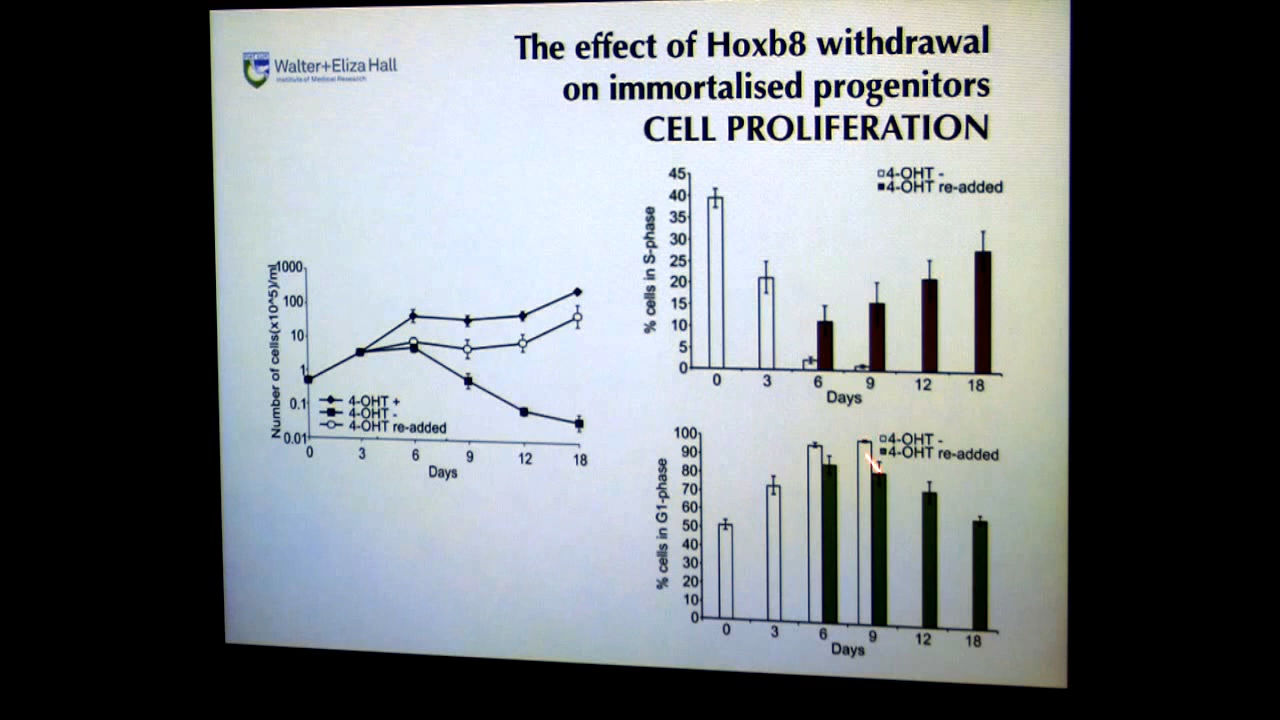 Walter+Eliza Hall
Institute of Medical Research
The effect of Hoxb8 withdrawal
on immortalised progenitors
CELL PROLIFERATION
Number of cells(x10^5)/ml
1000
100
10
1
0.1
0.01
4-OHT +
4-OHT -
4-OHT re-added
0 3 6 9 12 18
Days
% cells in S-phase
45
40
35
30
25
20
15
10
5
0
4-OHT -
4-OHT re-added
0 3 6 9 12 18
Days
% cells in G1-phase
100
90
80
70
60
50
40
30
20
10
0
4-OHT -
4-OHT re-added
0 3 6 9 12 18
Days